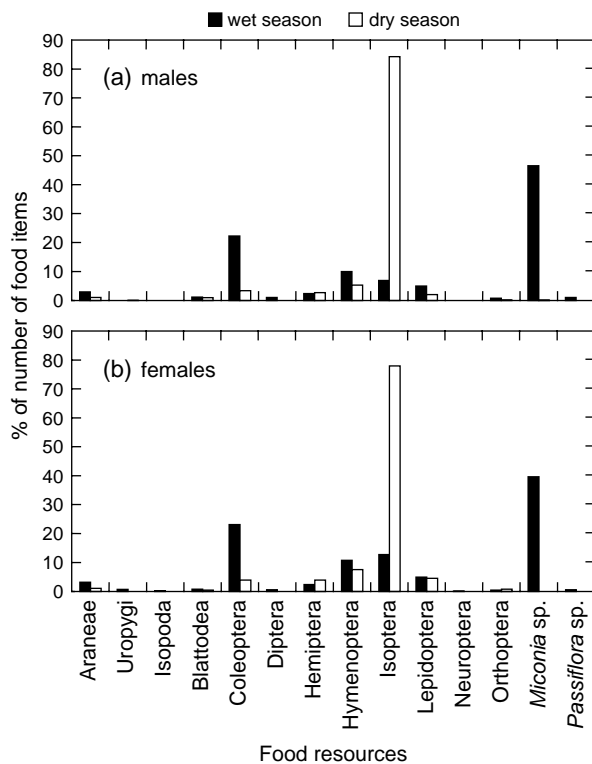 wet season dry season
90
80
70
60
50
40
30
20
10
0
(a) males
90
80
70
60
50
40
30
20
10
0
(b) females
% of number of food items
Araneae
Uropygi
Isopoda
Blattodea
Coleoptera
Diptera
Hemiptera
Hymenoptera
Isoptera
Lepidoptera
Neuroptera
Orthoptera
Miconia sp.
Passiflora sp.
Food resources